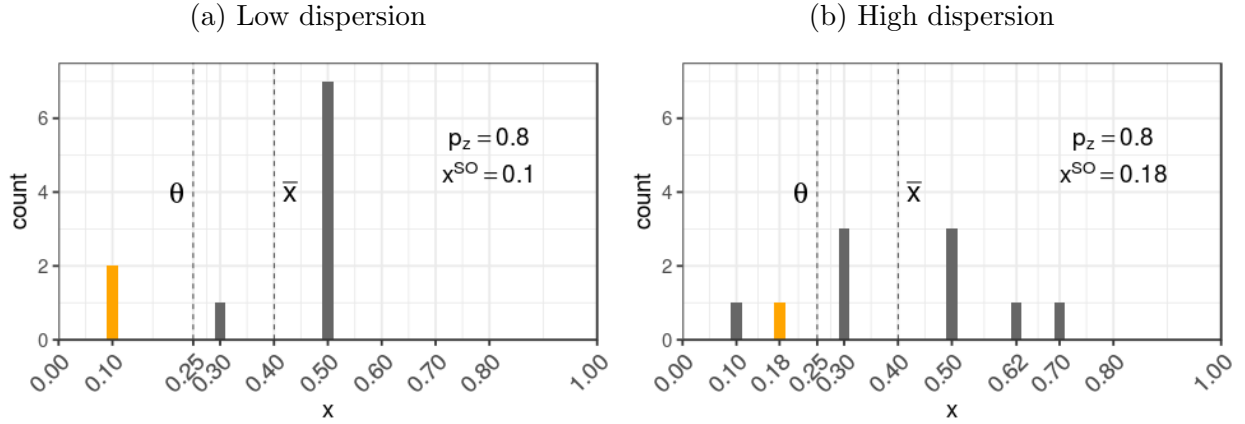 (a) Low dispersion
6
4
2
0
count
θ
x̅
p_z = 0.8
x^SO = 0.1
0.00 0.10 0.25 0.30 0.40 0.50 0.60 0.70 0.80 1.00
x
(b) High dispersion
6
4
2
0
count
θ
x̅
p_z = 0.8
x^SO = 0.18
0.00 0.10 0.18 0.25 0.30 0.40 0.50 0.62 0.70 0.80 1.00
x